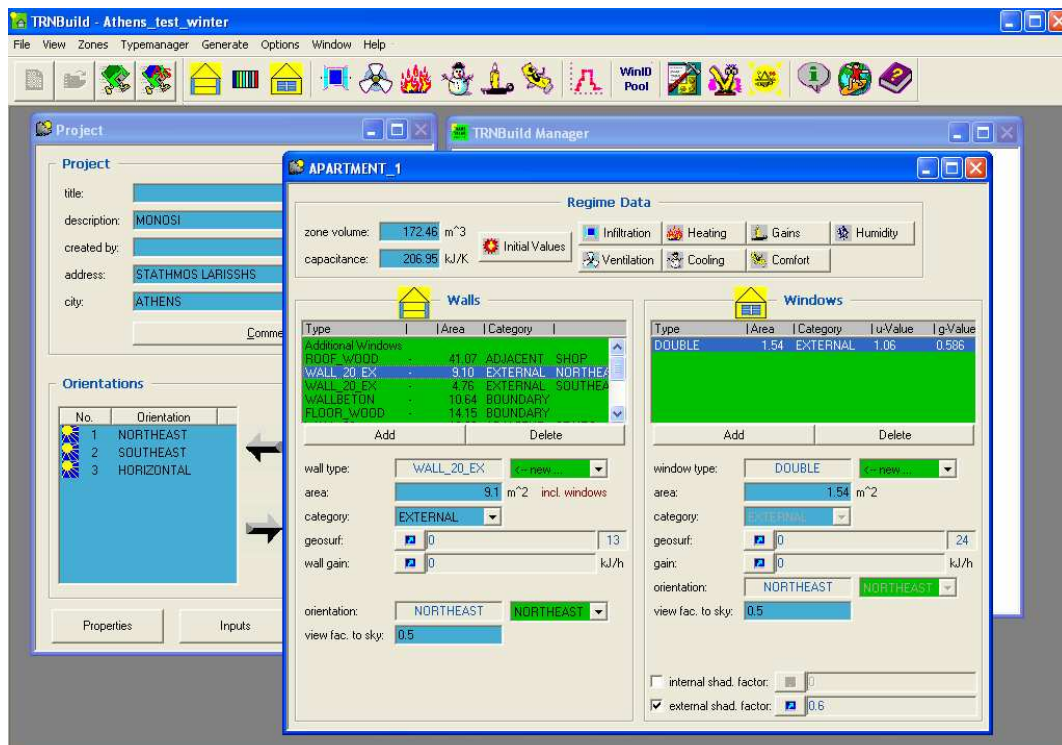 TRNBuild - Athens_test_winter
File View Zones Typemanager Generate Options Window Help
WinID Pool
Project
TRNBuild Manager
Project
title:
description: MONOSI
created by:
address: STATHMOS LARISSHS
city: ATHENS
Comme
Orientations
No. Orientation
1 NORTHEAST
2 SOUTHEAST
3 HORIZONTAL
Properties Inputs
APARTMENT_1
Regime Data
zone volume: 172.46 m^3
capacitance: 206.95 kJ/K
Initial Values
Infiltration Heating Gains Humidity
Ventilation Cooling Comfort
Walls
Type | |Area |Category |
Additional Windows
ROOF_WOOD - 41.07 ADJACENT SHOP
WALL_20_EX - 9.10 EXTERNAL NORTHEA
WALL_20_EX - 4.76 EXTERNAL SOUTHEA
WALLBETON - 10.64 BOUNDARY
FLOOR_WOOD - 14.15 BOUNDARY
Add Delete
wall type: WALL_20_EX <-- new ...
area: 9.1 m^2 incl. windows
category: EXTERNAL
geosurf: 0 13
wall gain: 0 kJ/h
orientation: NORTHEAST NORTHEAST
view fac. to sky: 0.5
Windows
Type |Area |Category |u-Value |g-Value
DOUBLE 1.54 EXTERNAL 1.06 0.586
Add Delete
window type: DOUBLE <-- new ...
area: 1.54 m^2
category: EXTERNAL
geosurf: 0 24
gain: 0 kJ/h
orientation: NORTHEAST NORTHEAST
view fac. to sky: 0.5
internal shad. factor: 0
external shad. factor: 0.6